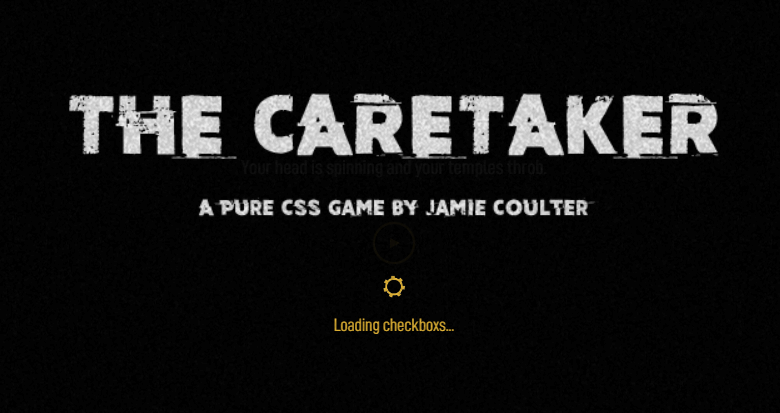 THE CARETAKER
Your head is spinning and your temples throb.
A PURE CSS GAME BY JAMIE COULTER
Loading checkboxs...